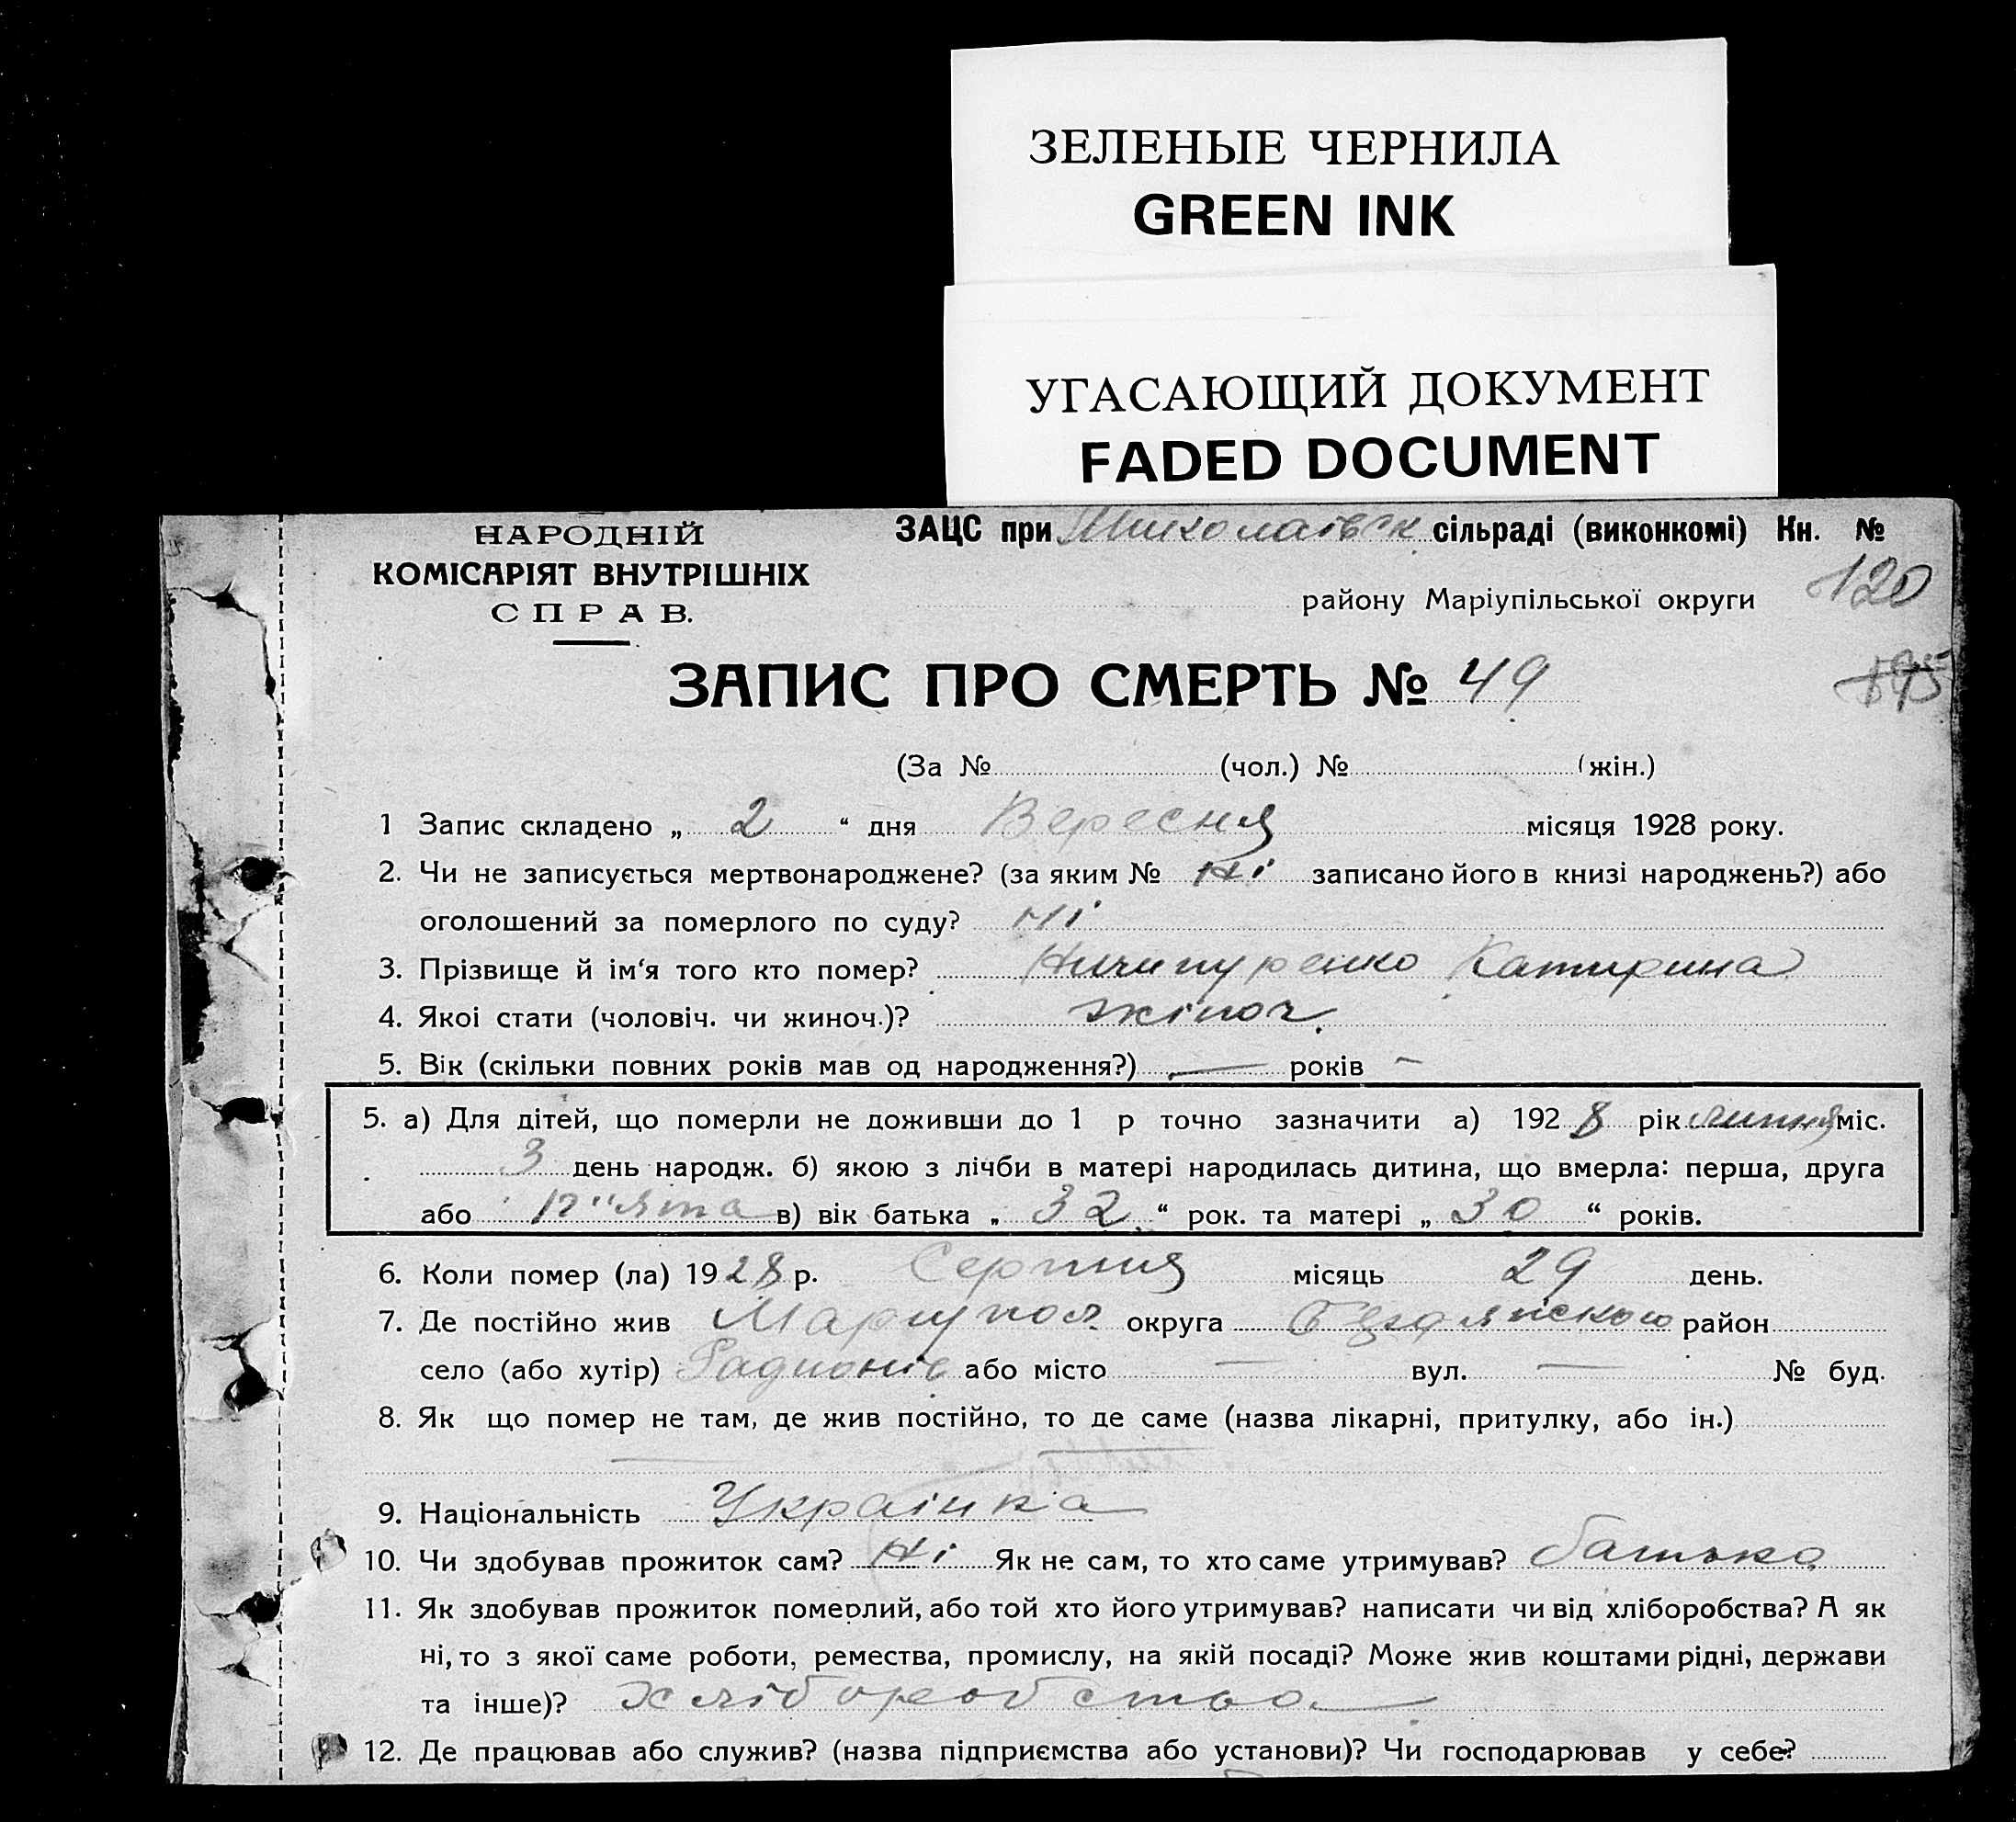 ЗЕЛЕНЫЕ ЧЕРНИЛА
GREEN INK
УГАСАЮЩИЙ ДОКУМЕНТ
FADED DOCUMENT
НАРОДНІЙ
КОМІСАРІЯТ ВНУТРІШНІХ
СПРАВ.
ЗАЦС при Миколаівск сільраді (виконкомі) Кн. №
120
району Маріупільської округи
ЗАПИС ПРО СМЕРТЬ № 49
195
(За № (чол.) № (жін.)
1 Запис складено „ 2 “ дня Вересня місяця 1928 року.
2. Чи не записується мертвонароджене? (за яким № Ні записано його в книзі народжень?) або
оголошений за померлого по суду? Ні
3. Прізвище й ім‘я того кто помер? Ничипуренко Катирина
4. Якоі стати (чоловіч. чи жиноч.)? жіноч.
5. Вік (скільки повних років мав од народження?) — років –
5. а) Для дітей, що померли не доживши до 1 р точно зазначити а) 1928 рік липня міс.
3 день народж. б) якою з лічби в матері народилась дитина, що вмерла: перша, друга
або п"ята в) вік батька „ 32 “ рок. та матері „ 30 “ років.
6. Коли помер (ла) 1928 р. Серпня місяць 29 день.
7. Де постійно жив Маріупол. округа район
село (або хутір) Радионів або місто — вул. — № буд.
8. Як що помер не там, де жив постійно, то де саме (назва лікарні, притулку, або ін.)
—
9. Національність Украінка
10. Чи здобував прожиток сам? Ні Як не сам, то хто саме утримував? батько
11. Як здобував прожиток померлий, або той хто його утримував? написати чи від хліборобства? А як
ні, то з якої саме роботи, ремества, промислу, на якій посаді? Може жив коштами рідні, держави
та інше)? хліборобство
12. Де працював або служив? (назва підприємства або установи)? Чи господарював у себе?